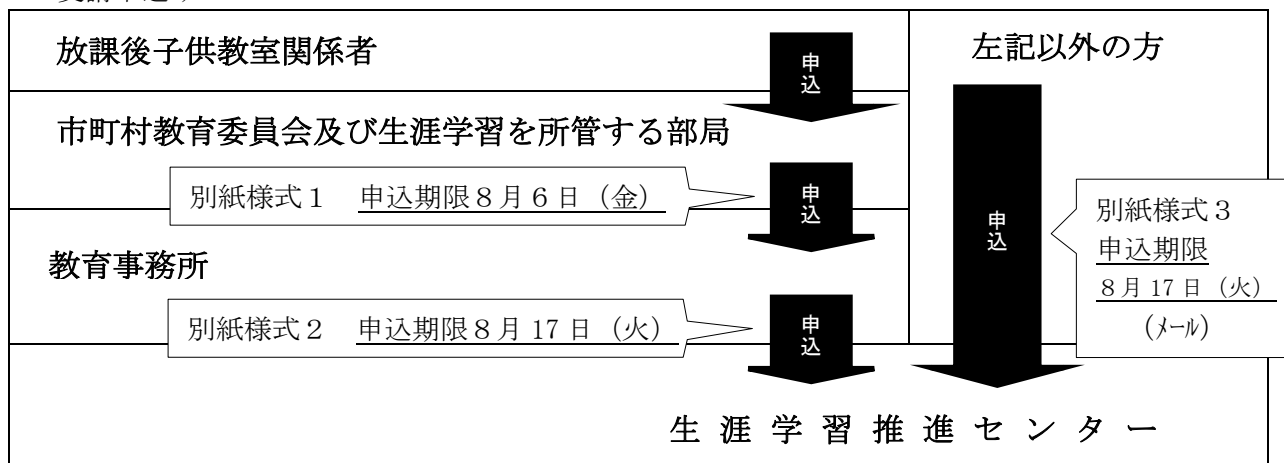 放課後子供教室関係者
申込
左記以外の方
市町村教育委員会及び生涯学習を所管する部局
別紙様式１　申込期限８月６日（金）
申込
教育事務所
別紙様式２　申込期限８月17日（火）
申込
申込
別紙様式３
申込期限
８月17日（火）
（ﾒｰﾙ）
生涯学習推進センター